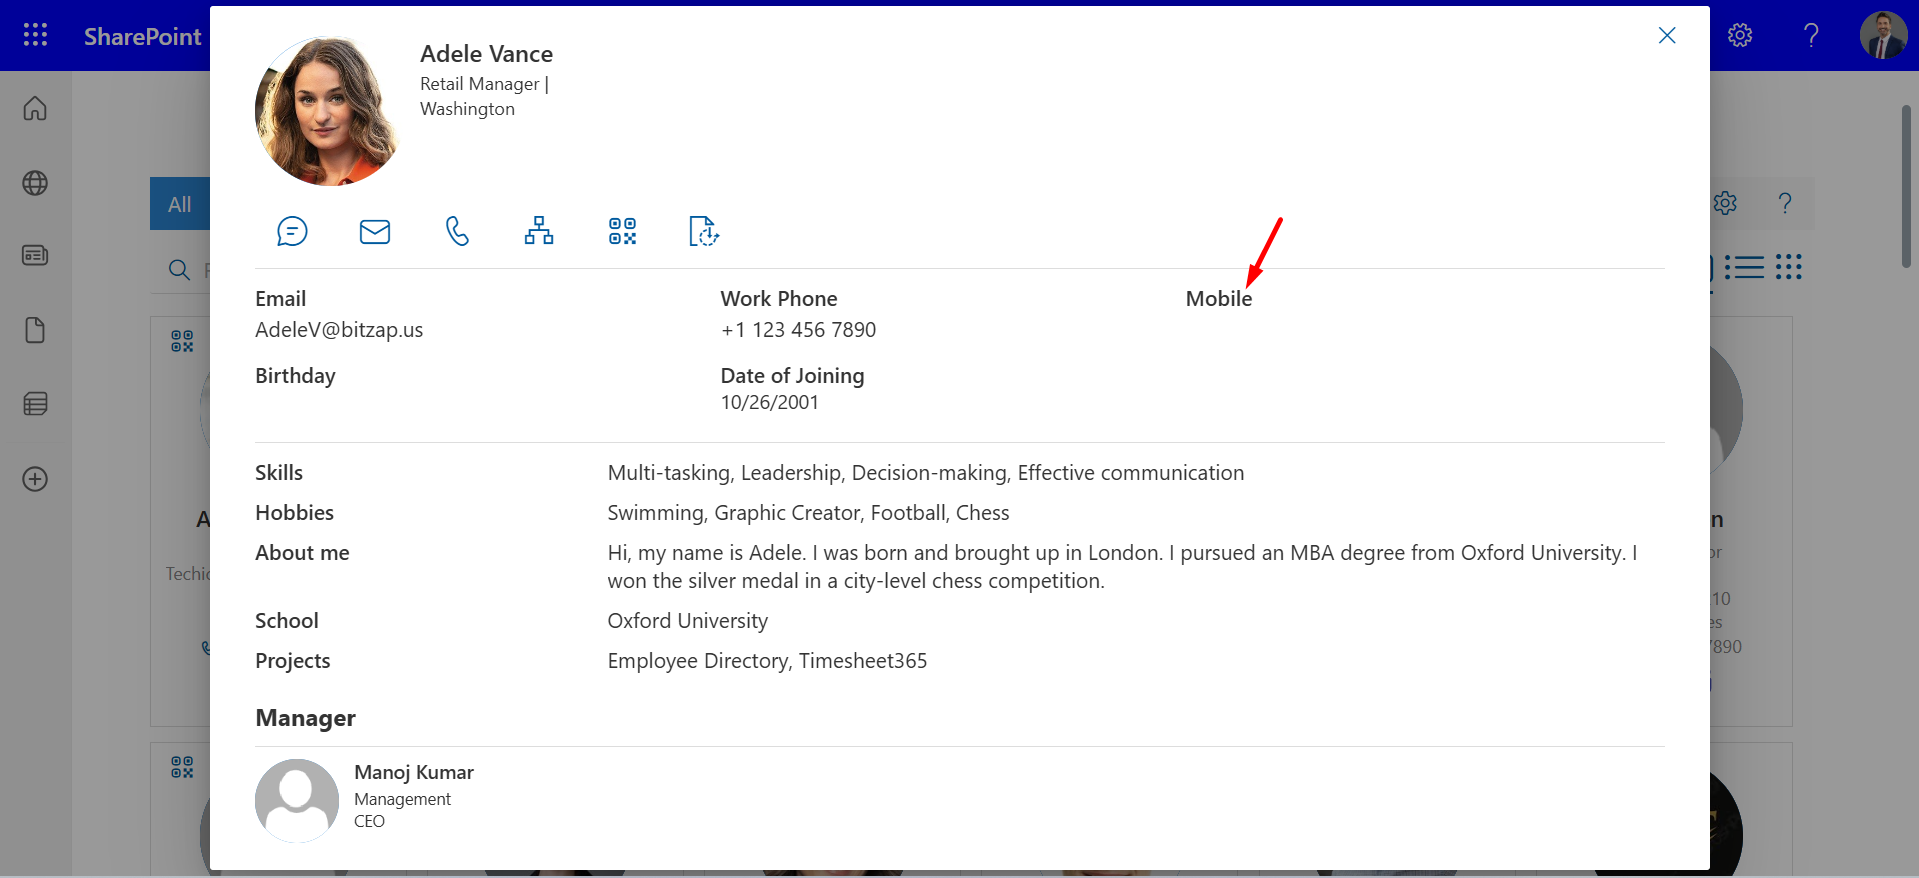 SharePoint
All
Adele Vance
Retail Manager |
Washington
Email
AdeleV@bitzap.us
Work Phone
+1 123 456 7890
Mobile
Birthday
Date of Joining
10/26/2001
Skills
Multi-tasking, Leadership, Decision-making, Effective communication
Hobbies
Swimming, Graphic Creator, Football, Chess
About me
Hi, my name is Adele. I was born and brought up in London. I pursued an MBA degree from Oxford University. I
won the silver medal in a city-level chess competition.
School
Oxford University
Projects
Employee Directory, Timesheet365
Manager
Manoj Kumar
Management
CEO